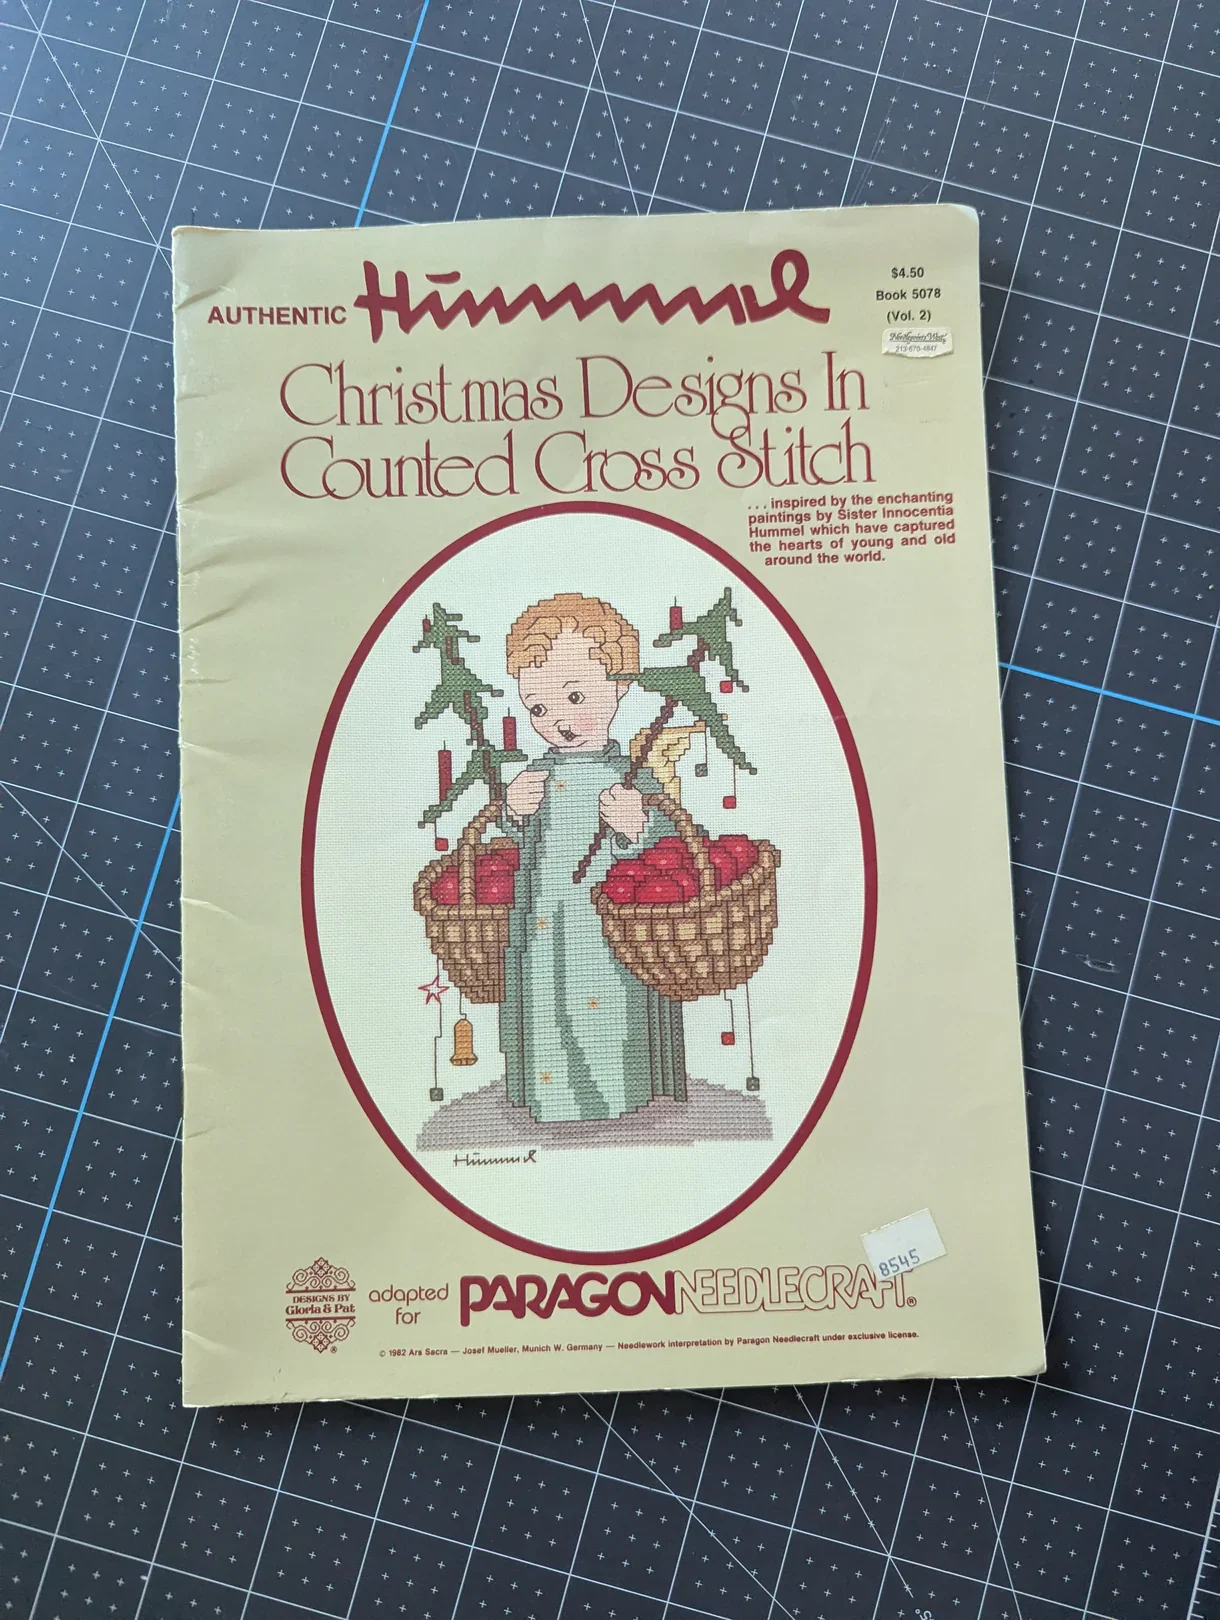 AUTHENTIC Hummel
$4.50
Book 5078
(Vol. 2)
213-670-4847
Christmas Designs In
Counted Cross Stitch
... inspired by the enchanting
paintings by Sister Innocentia
Hummel which have captured
the hearts of young and old
around the world.
Hummel
8545
DESIGNS BY
Gloria & Pat
®
adapted
for
PARAGON NEEDLECRAFT®
© 1982 Ars Sacra — Josef Mueller, Munich W. Germany — Needlework interpretation by Paragon Needlecraft under exclusive license.